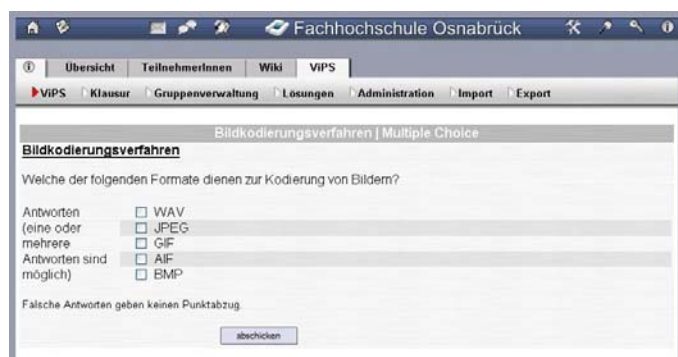 Fachhochschule Osnabrück
Übersicht TeilnehmerInnen Wiki ViPS
ViPS Klausur Gruppenverwaltung Lösungen Administration Import Export
Bildkodierungsverfahren | Multiple Choice
Bildkodierungsverfahren
Welche der folgenden Formate dienen zur Kodierung von Bildern?
Antworten WAV
(eine oder JPEG
mehrere GIF
Antworten sind AIF
möglich) BMP
Falsche Antworten geben keinen Punktabzug.
abschicken